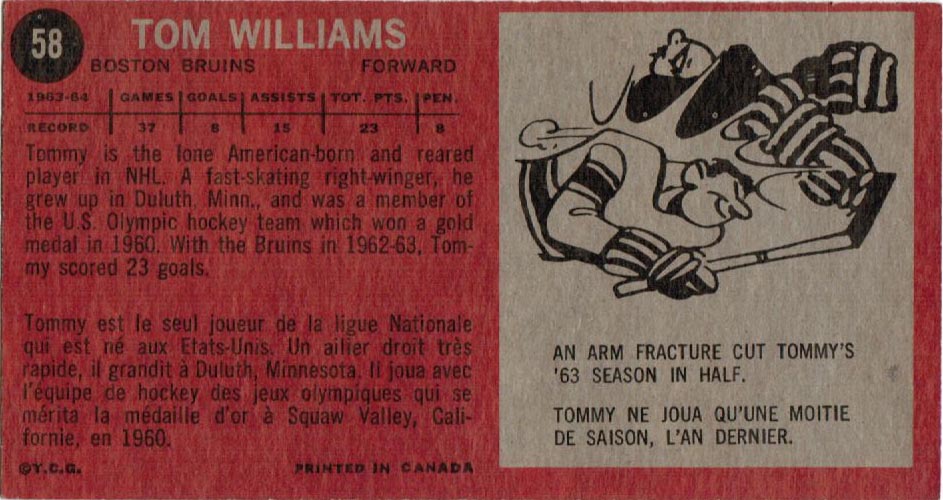 58
TOM WILLIAMS
BOSTON BRUINS FORWARD
1963-64 GAMES GOALS ASSISTS TOT. PTS. PEN.
RECORD 37 8 15 23 8
Tommy is the lone American-born and reared
player in NHL. A fast-skating right-winger, he
grew up in Duluth, Minn., and was a member of
the U.S. Olympic hockey team which won a gold
medal in 1960. With the Bruins in 1962-63, Tom-
my scored 23 goals.
Tommy est le seul joueur de la ligue Nationale
qui est né aux Etats-Unis. Un ailier droit très
rapide, il grandit à Duluth, Minnesota. Il joua avec
l'équipe de hockey des jeux olympiques qui se
mérita la médaille d'or à Squaw Valley, Cali-
fornie, en 1960.
©T.C.G. PRINTED IN CANADA
AN ARM FRACTURE CUT TOMMY'S
'63 SEASON IN HALF.
TOMMY NE JOUA QU'UNE MOITIE
DE SAISON, L'AN DERNIER.